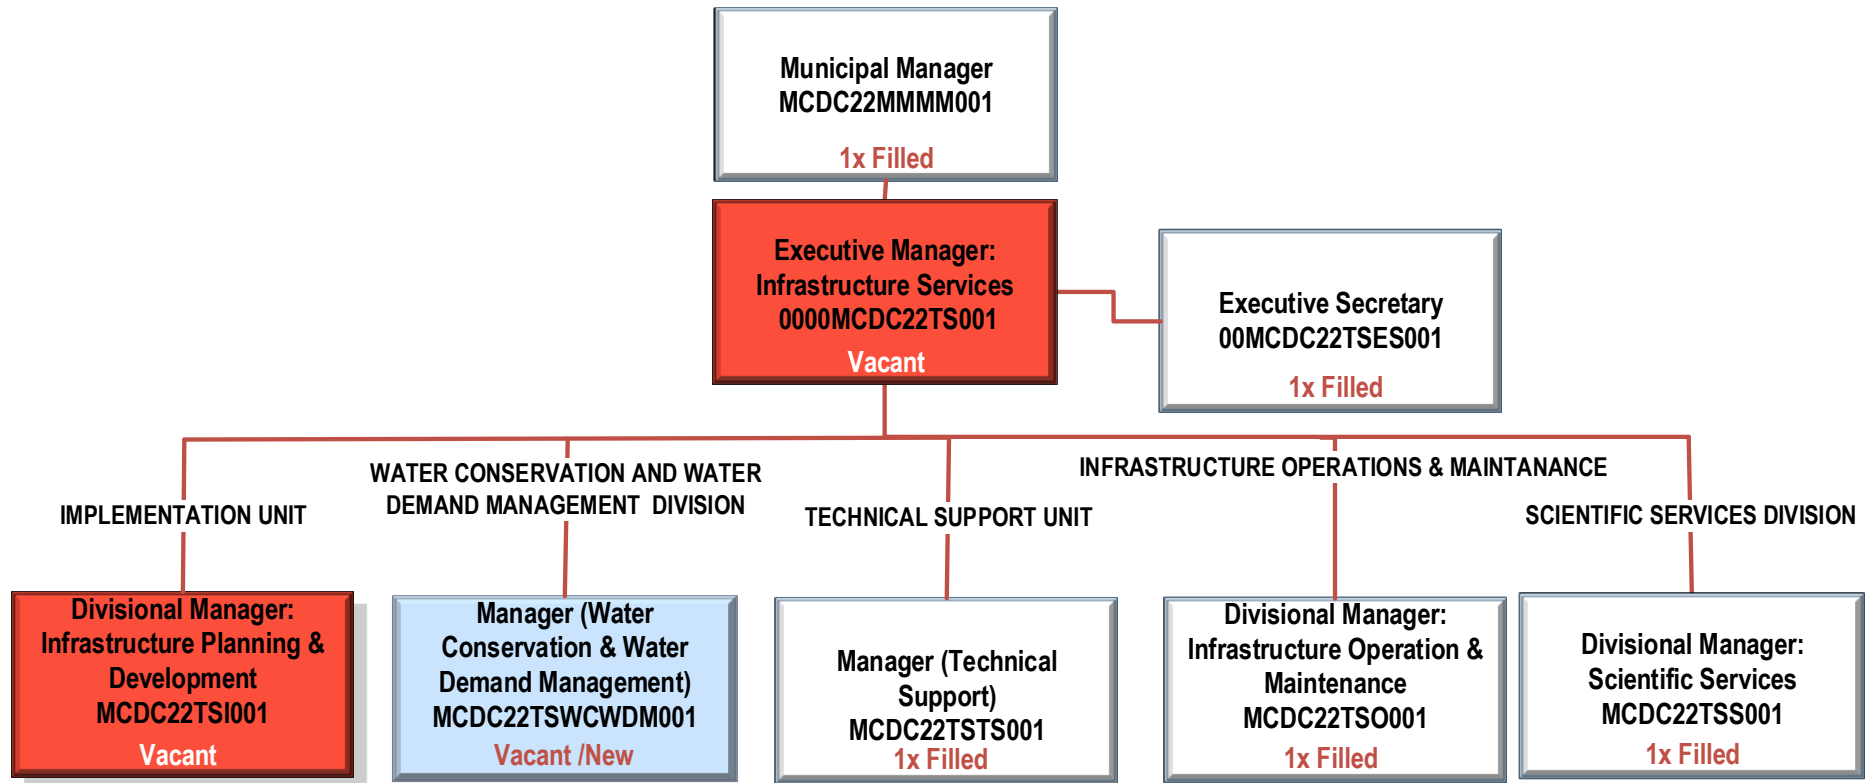 Municipal Manager
MCDC22MMMM001
1x Filled
Executive Manager:
Infrastructure Services
0000MCDC22TS001
Vacant
Executive Secretary
00MCDC22TSES001
1x Filled
IMPLEMENTATION UNIT
WATER CONSERVATION AND WATER
DEMAND MANAGEMENT DIVISION
TECHNICAL SUPPORT UNIT
INFRASTRUCTURE OPERATIONS & MAINTANANCE
SCIENTIFIC SERVICES DIVISION
Divisional Manager:
Infrastructure Planning &
Development
MCDC22TSI001
Vacant
Manager (Water
Conservation & Water
Demand Management)
MCDC22TSWCWDM001
Vacant /New
Manager (Technical
Support)
MCDC22TSTS001
1x Filled
Divisional Manager:
Infrastructure Operation &
Maintenance
MCDC22TSO001
1x Filled
Divisional Manager:
Scientific Services
MCDC22TSS001
1x Filled